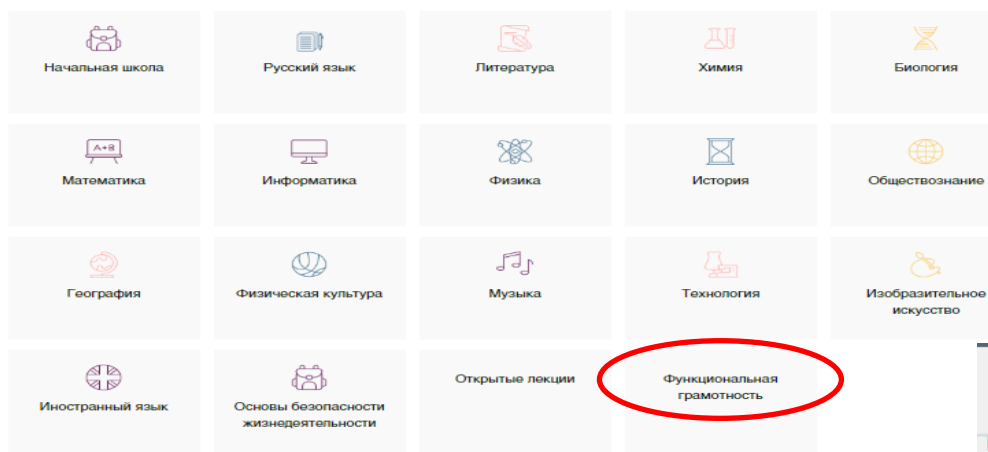 Начальная школа
Русский язык
Литература
Химия
Биология
A+B
Математика
Информатика
Физика
История
Обществознание
География
Физическая культура
Музыка
Технология
Изобразительное
искусство
Иностранный язык
Основы безопасности
жизнедеятельности
Открытые лекции
Функциональная
грамотность